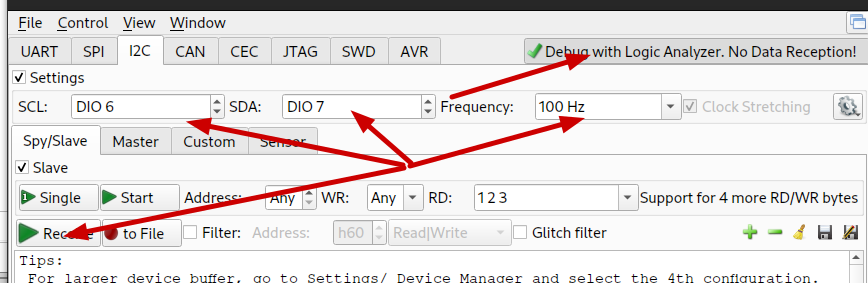 File Control View Window
UART SPI I2C CAN CEC JTAG SWD AVR Debug with Logic Analyzer. No Data Reception!
Settings
SCL: DIO 6 SDA: DIO 7 Frequency: 100 Hz Clock Stretching
Spy/Slave Master Custom Sensor
Slave
1 Single Start Address: Any WR: Any RD: 1 2 3 Support for 4 more RD/WR bytes
to File Filter: Address: h60 Read|Write Glitch filter
Tips:
For larger device buffer, go to Settings/ Device Manager and select the 4th configuration.